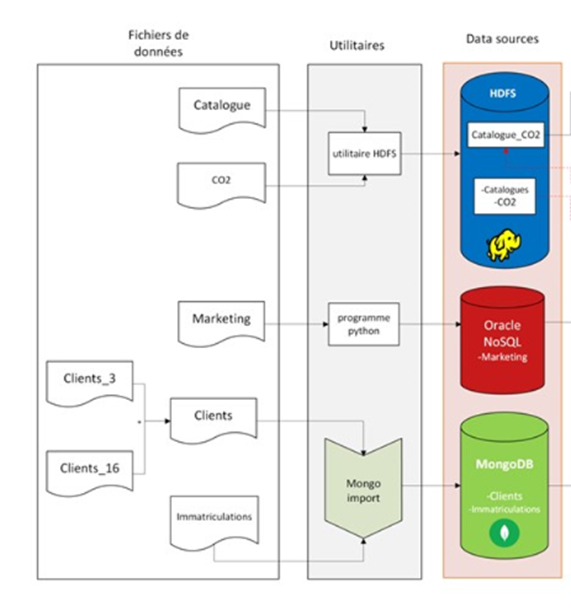 Fichiers de
données
Utilitaires
Data sources
Catalogue
CO2
utilitaire HDFS
HDFS
Catalogue_CO2
-Catalogues
-CO2
Marketing
programme
python
Oracle
NoSQL
-Marketing
Clients_3
Clients
Clients_16
Immatriculations
Mongo
import
MongoDB
-Clients
-Immatriculations